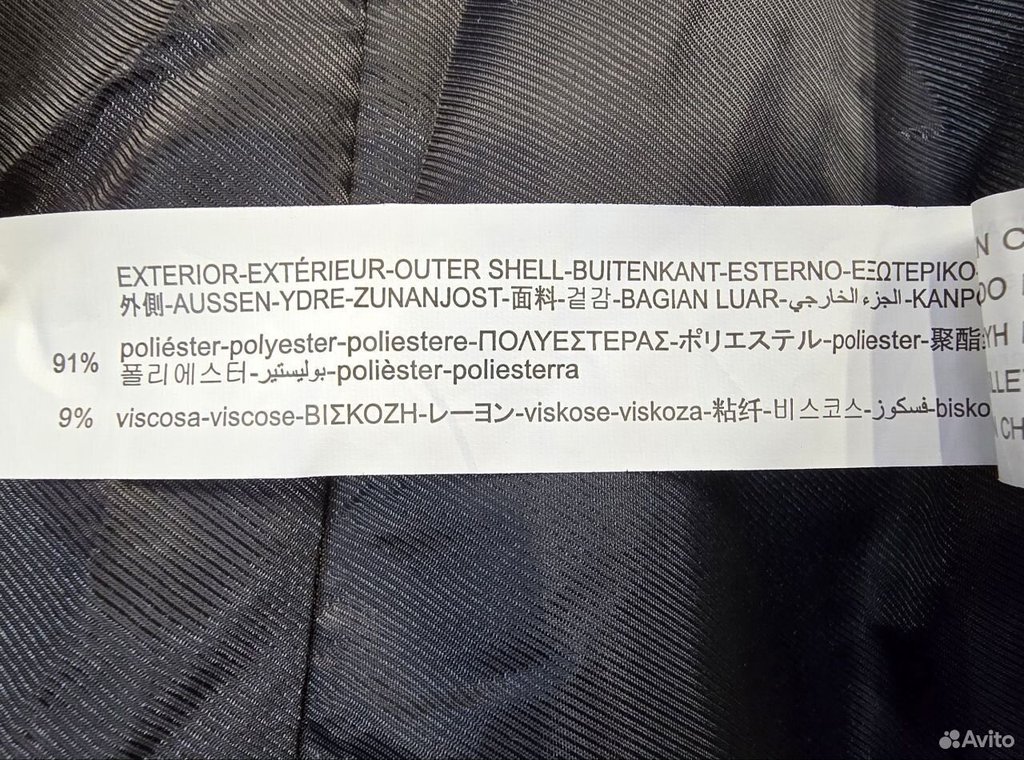 EXTERIOR-EXTÉRIEUR-OUTER SHELL-BUITENKANT-ESTERNO-ΕΞΩΤΕΡΙΚΟ
外側-AUSSEN-YDRE-ZUNANJOST-面料-겉감-BAGIAN LUAR-الجزء الخارجي-KANPO
91% poliéster-polyester-poliestere-ΠΟΛΥΕΣΤΕΡΑΣ-ポリエステル-poliester-聚酯
폴리에스터-بوليستير-polièster-poliesterra
9% viscosa-viscose-ΒΙΣΚΟΖΗ-レーヨン-viskose-viskoza-粘纤-비스코스-فسكوز-bisko
Avito